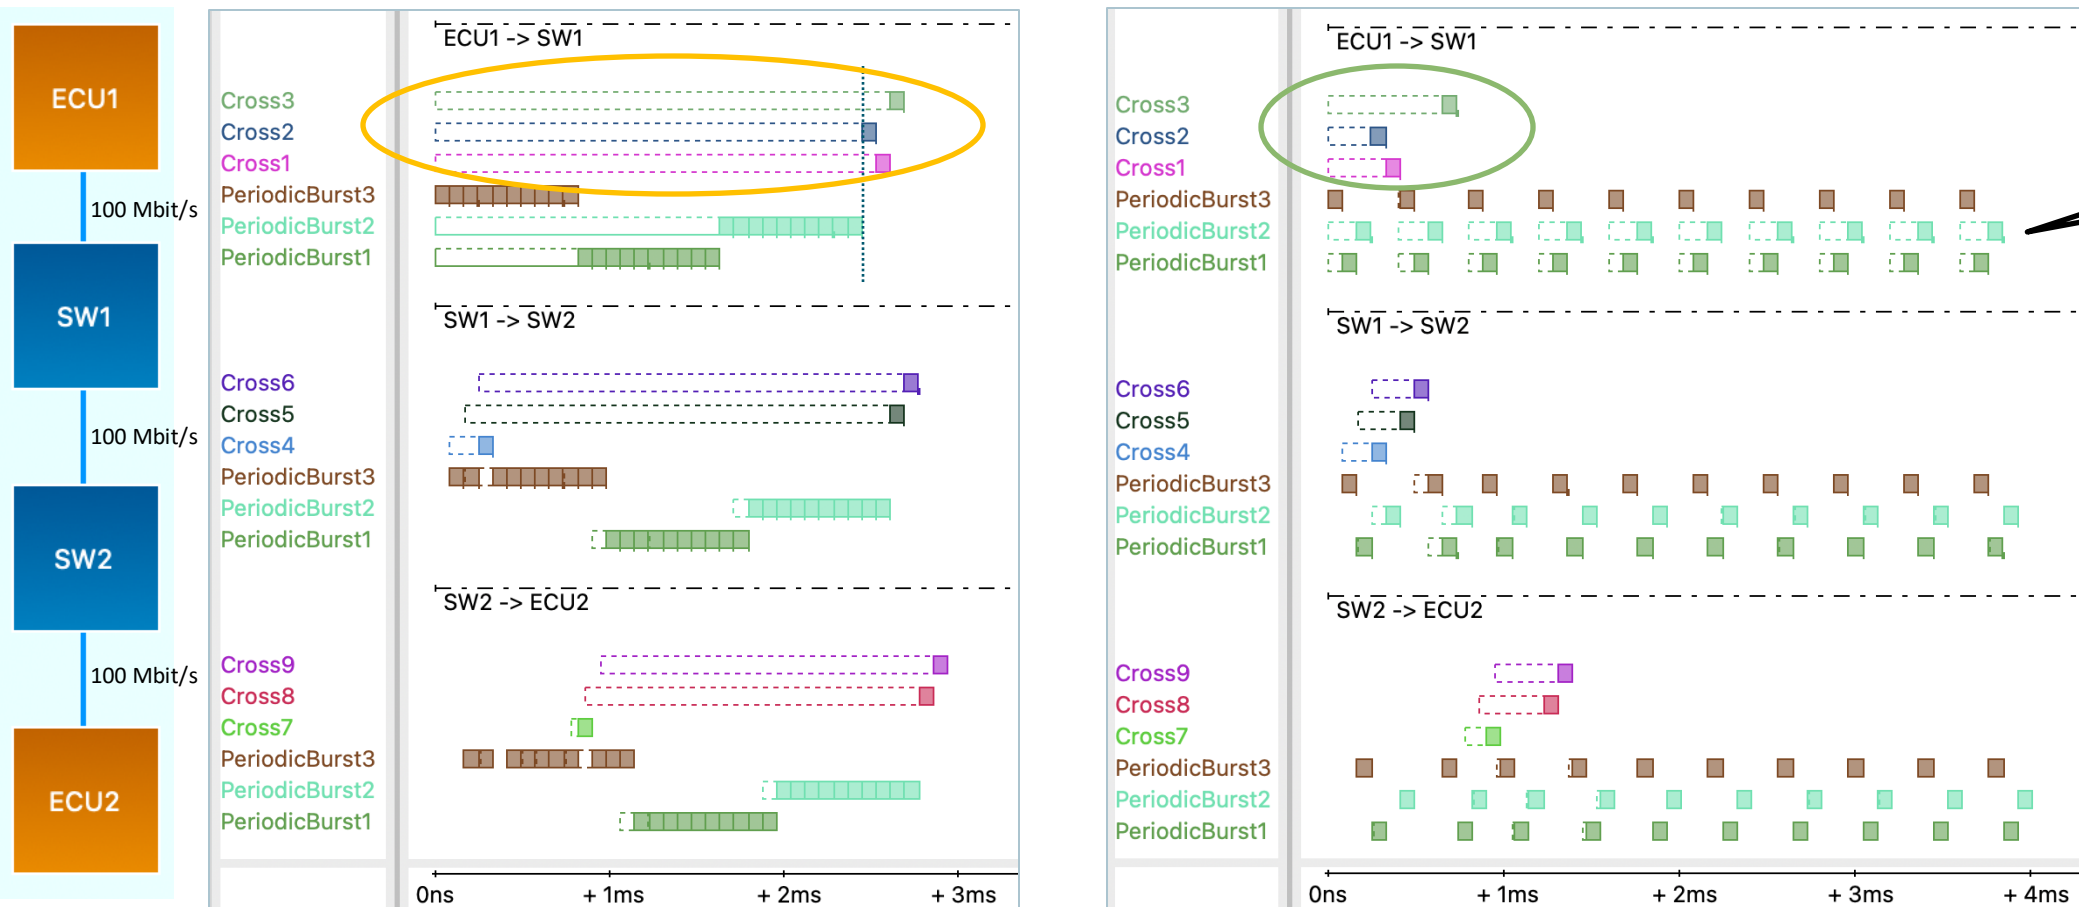 ECU1
100 Mbit/s
SW1
100 Mbit/s
SW2
100 Mbit/s
ECU2
ECU1 -> SW1
Cross3
Cross2
Cross1
PeriodicBurst3
PeriodicBurst2
PeriodicBurst1
SW1 -> SW2
Cross6
Cross5
Cross4
PeriodicBurst3
PeriodicBurst2
PeriodicBurst1
SW2 -> ECU2
Cross9
Cross8
Cross7
PeriodicBurst3
PeriodicBurst2
PeriodicBurst1
0ns + 1ms + 2ms + 3ms
ECU1 -> SW1
Cross3
Cross2
Cross1
PeriodicBurst3
PeriodicBurst2
PeriodicBurst1
SW1 -> SW2
Cross6
Cross5
Cross4
PeriodicBurst3
PeriodicBurst2
PeriodicBurst1
SW2 -> ECU2
Cross9
Cross8
Cross7
PeriodicBurst3
PeriodicBurst2
PeriodicBurst1
0ns + 1ms + 2ms + 3ms + 4ms